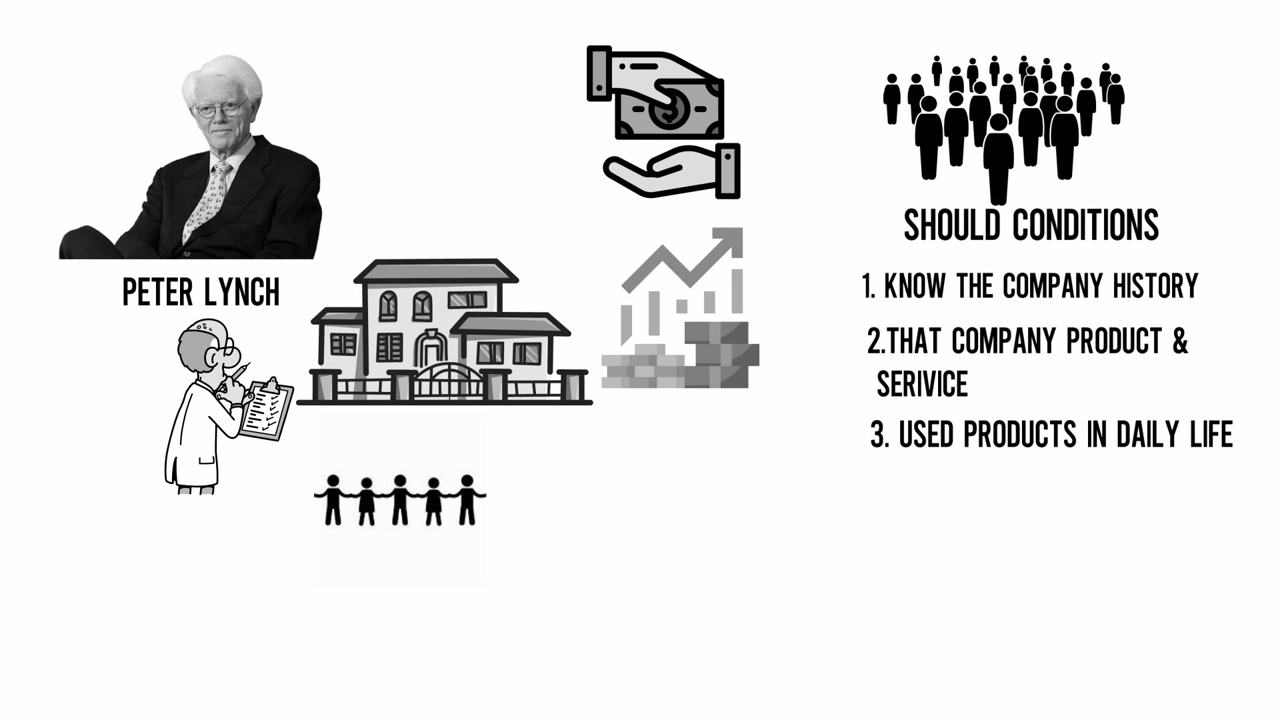 PETER LYNCH
SHOULD CONDITIONS
1. KNOW THE COMPANY HISTORY
2.THAT COMPANY PRODUCT &
SERIVICE
3. USED PRODUCTS IN DAILY LIFE